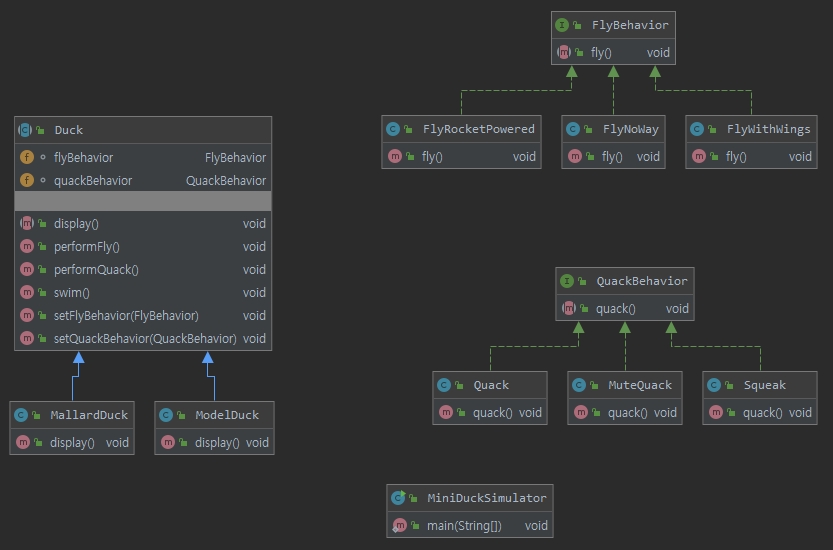 Duck
flyBehavior FlyBehavior
quackBehavior QuackBehavior
display() void
performFly() void
performQuack() void
swim() void
setFlyBehavior(FlyBehavior) void
setQuackBehavior(QuackBehavior) void
MallardDuck
display() void
ModelDuck
display() void
FlyBehavior
fly() void
FlyRocketPowered
fly() void
FlyNoWay
fly() void
FlyWithWings
fly() void
QuackBehavior
quack() void
Quack
quack() void
MuteQuack
quack() void
Squeak
quack() void
MiniDuckSimulator
main(String[]) void